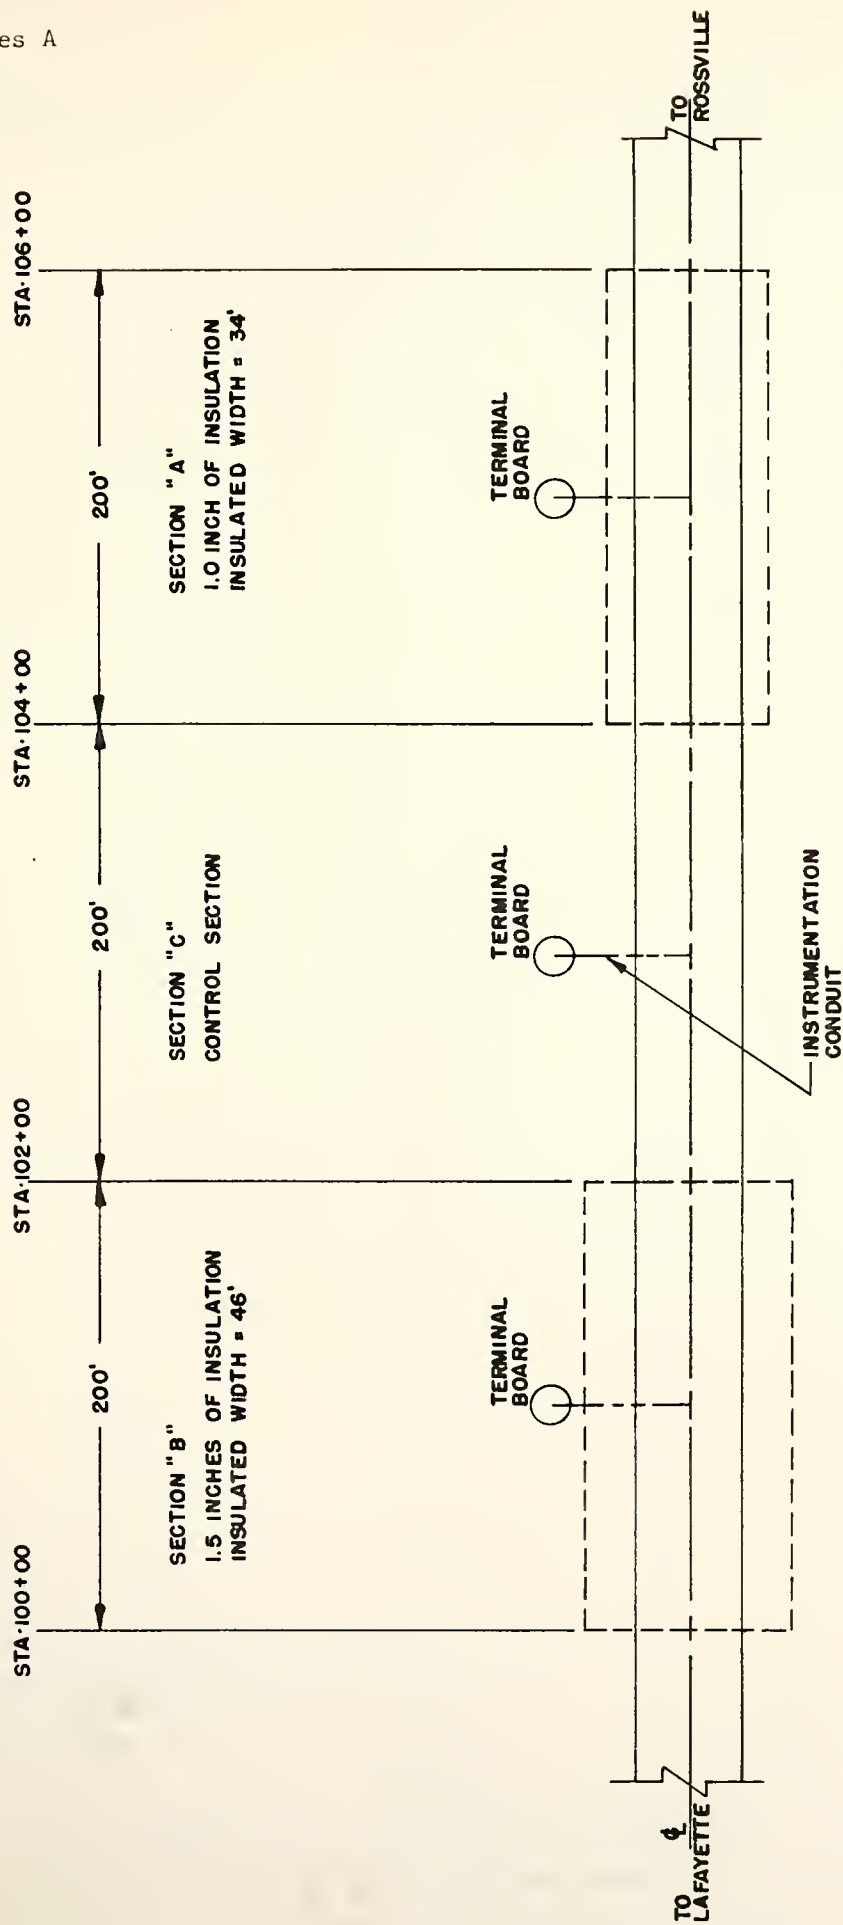 es A
STA·100+00
STA·102+00
STA·104+00
STA·106+00
200'
200'
200'
SECTION "B"
1.5 INCHES OF INSULATION
INSULATED WIDTH = 46'
SECTION "C"
CONTROL SECTION
SECTION "A"
1.0 INCH OF INSULATION
INSULATED WIDTH = 34'
TERMINAL
BOARD
TERMINAL
BOARD
TERMINAL
BOARD
℄
TO
LAFAYETTE
TO
ROSSVILLE
INSTRUMENTATION
CONDUIT